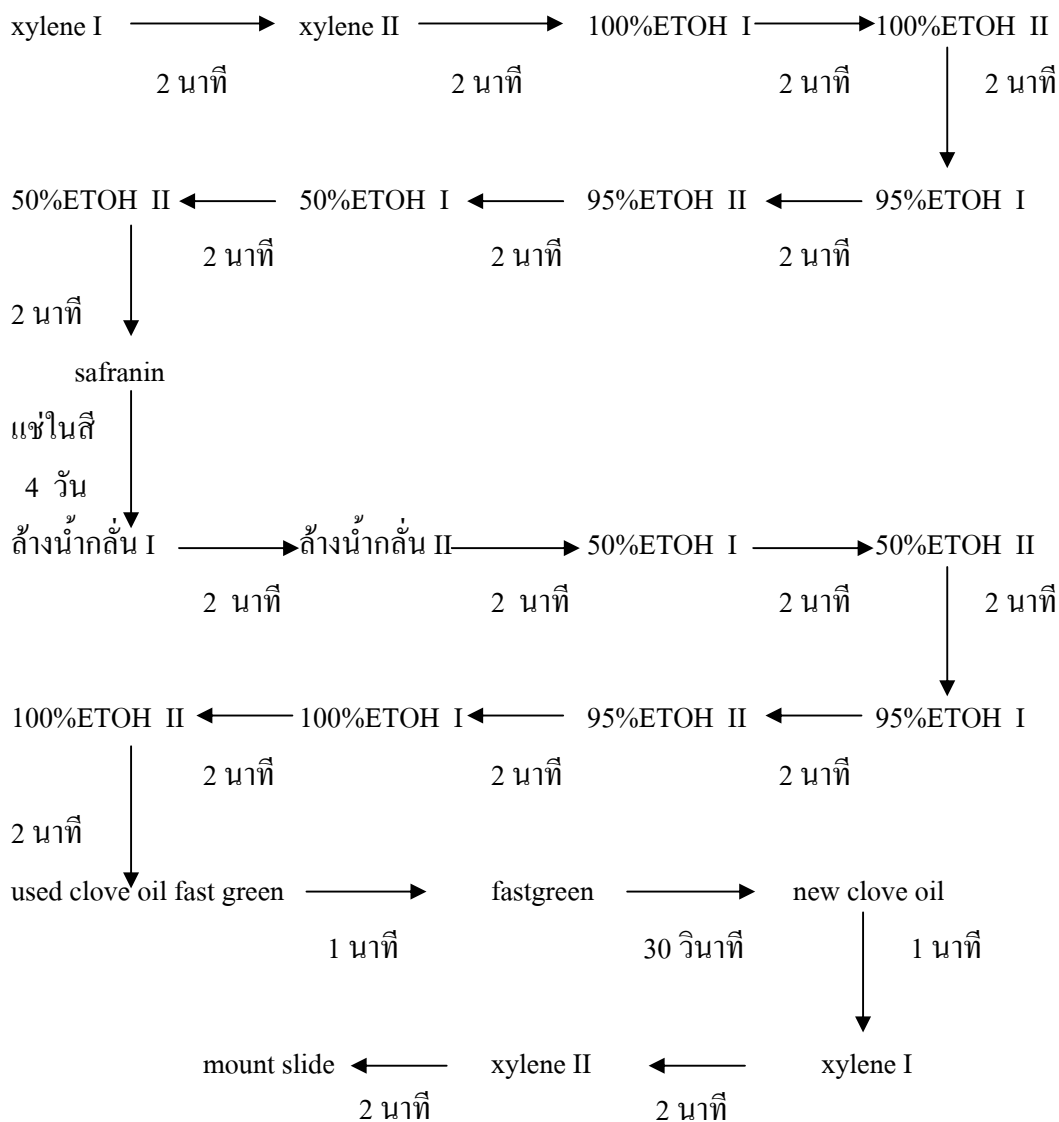 xylene I xylene II 100%ETOH I 100%ETOH II
2 นาที 2 นาที 2 นาที 2 นาที
50%ETOH II 50%ETOH I 95%ETOH II 95%ETOH I
2 นาที 2 นาที 2 นาที
2 นาที
safranin
แช่ในสี
4 วัน
ล้างน้ำกลั่น I ล้างน้ำกลั่น II 50%ETOH I 50%ETOH II
2 นาที 2 นาที 2 นาที 2 นาที
100%ETOH II 100%ETOH I 95%ETOH II 95%ETOH I
2 นาที 2 นาที 2 นาที
2 นาที
used clove oil fast green fastgreen new clove oil
1 นาที 30 วินาที 1 นาที
mount slide xylene II xylene I
2 นาที 2 นาที